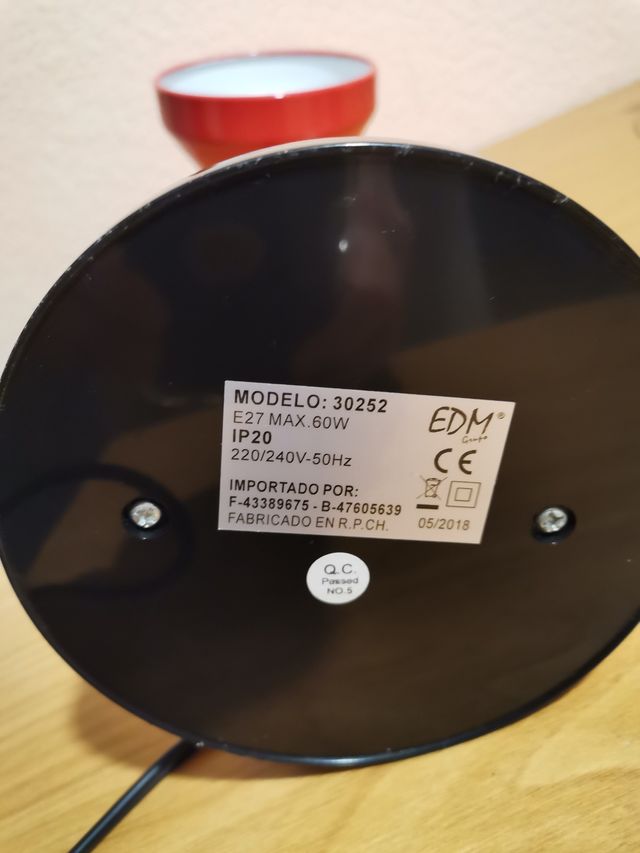 MODELO: 30252
E27 MAX.60W
IP20
220/240V-50Hz
IMPORTADO POR:
F-43389675 - B-47605639
FABRICADO EN R.P.CH.
EDM®
Grupo
CE
05/2018
Q.C.
Passed
NO.5